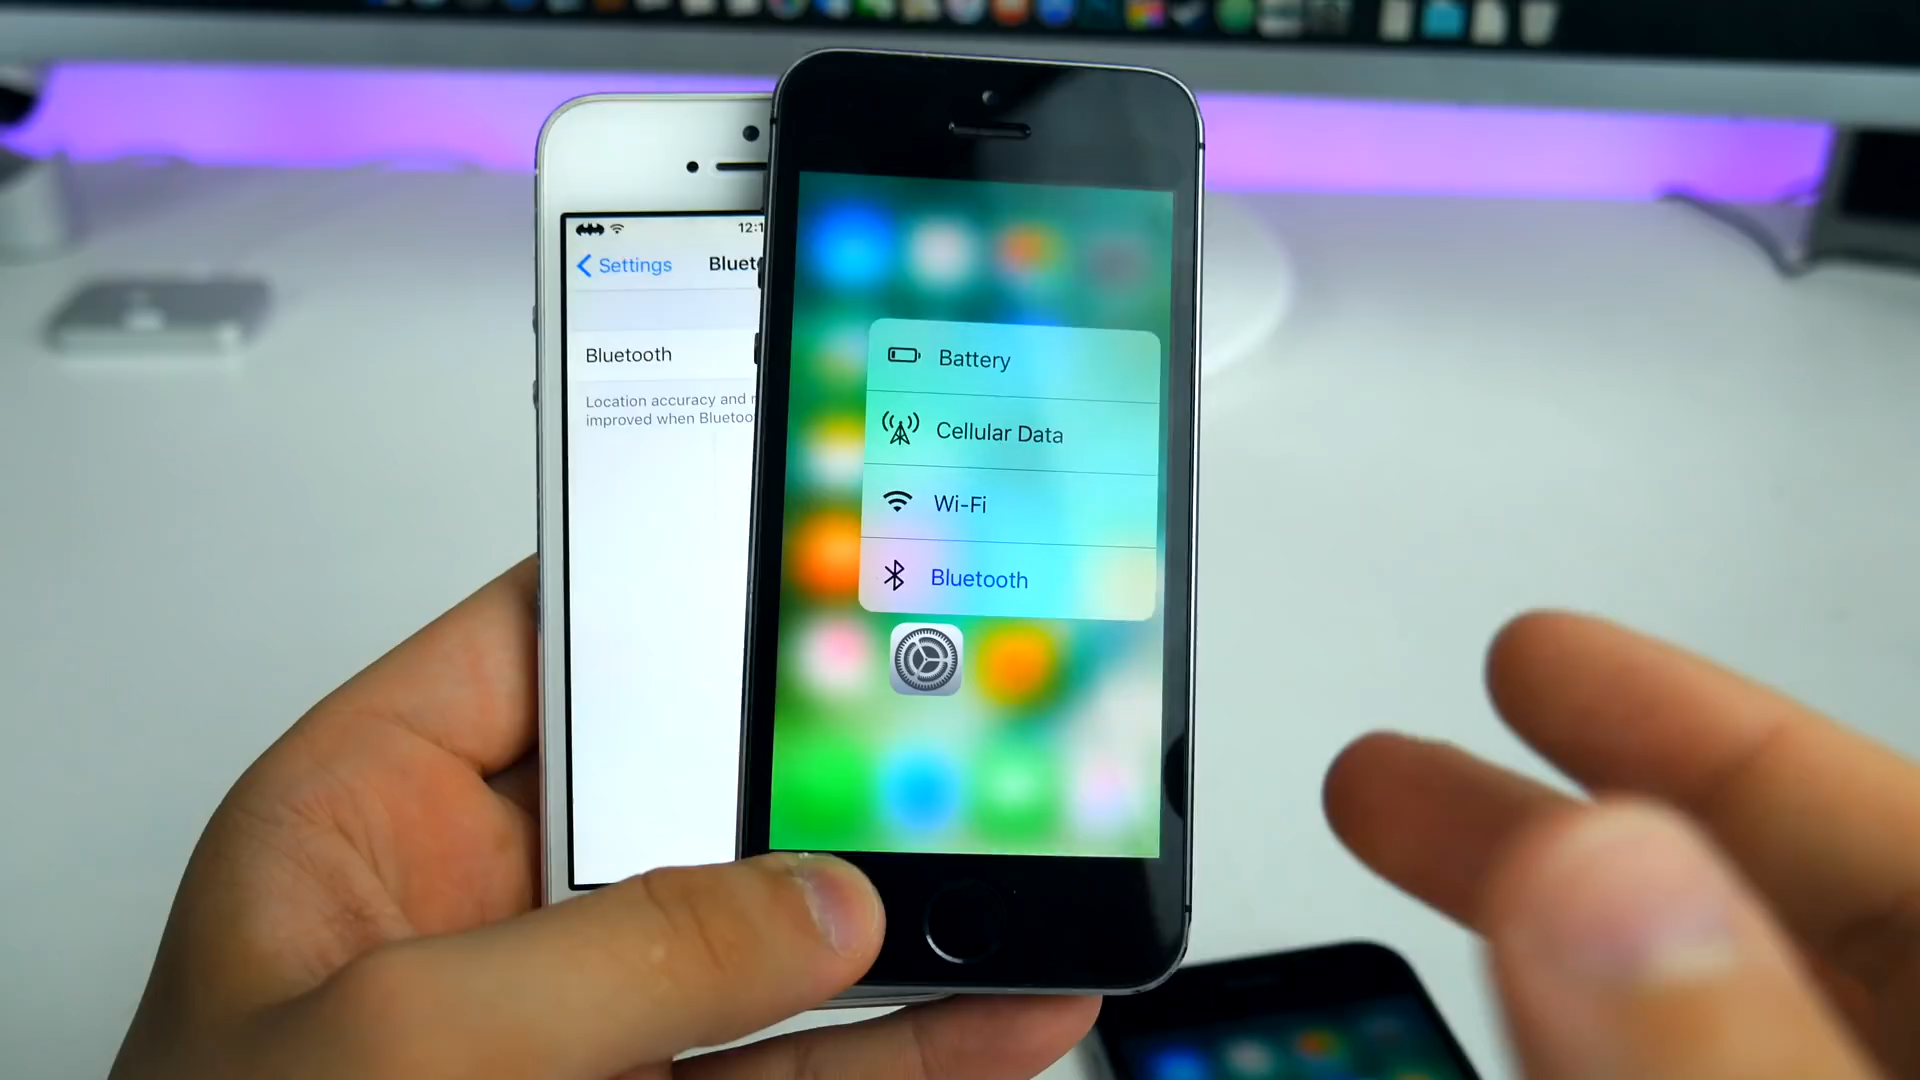 12:1
Settings
Bluet
Bluetooth
Location accuracy and
improved when Bluetoo
Battery
Cellular Data
Wi-Fi
Bluetooth